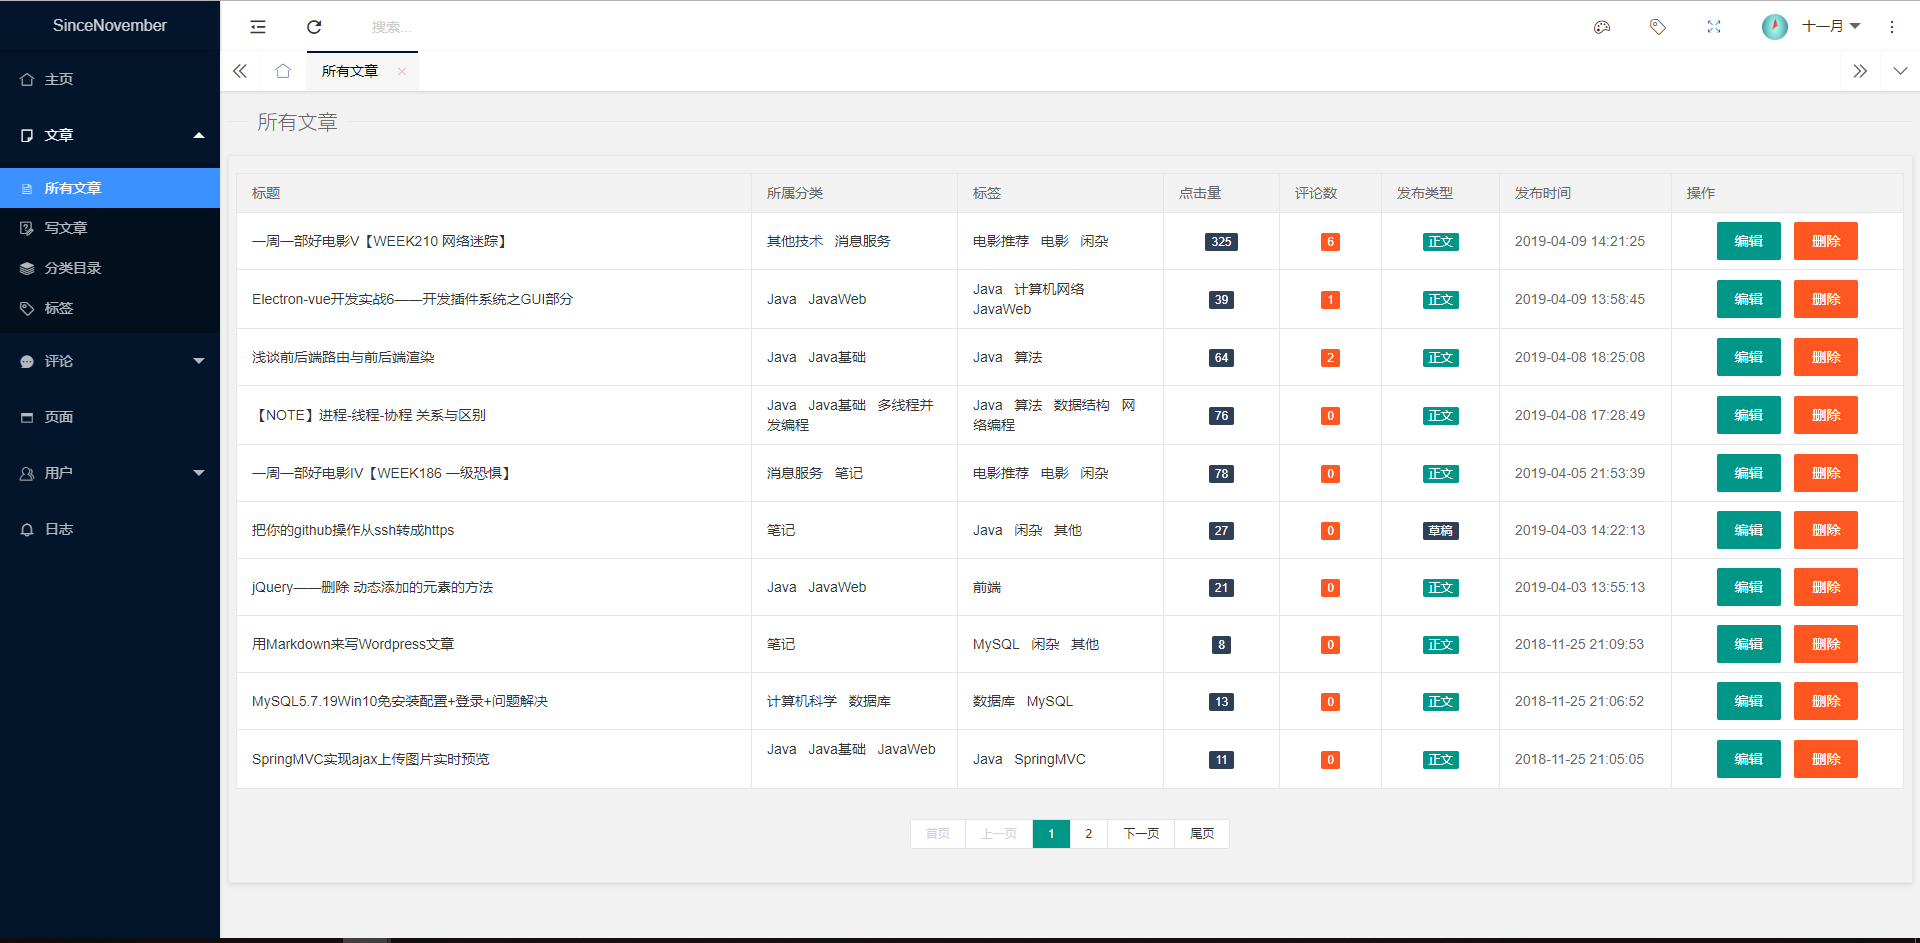 SinceNovember
搜索...
十一月
主页
文章
所有文章
写文章
分类目录
标签
评论
页面
用户
日志
所有文章
所有文章
标题 所属分类 标签 点击量 评论数 发布类型 发布时间 操作
一周一部好电影V【WEEK210 网络迷踪】 其他技术 消息服务 电影推荐 电影 闲杂 325 6 正文 2019-04-09 14:21:25 编辑 删除
Electron-vue开发实战6——开发插件系统之GUI部分 Java JavaWeb Java 计算机网络
JavaWeb 39 1 正文 2019-04-09 13:58:45 编辑 删除
浅谈前后端路由与前后端渲染 Java Java基础 Java 算法 64 2 正文 2019-04-08 18:25:08 编辑 删除
【NOTE】进程-线程-协程 关系与区别 Java Java基础 多线程并
发编程 Java 算法 数据结构 网
络编程 76 0 正文 2019-04-08 17:28:49 编辑 删除
一周一部好电影IV【WEEK186 一级恐惧】 消息服务 笔记 电影推荐 电影 闲杂 78 0 正文 2019-04-05 21:53:39 编辑 删除
把你的github操作从ssh转成https 笔记 Java 闲杂 其他 27 0 草稿 2019-04-03 14:22:13 编辑 删除
jQuery——删除 动态添加的元素的方法 Java JavaWeb 前端 21 0 正文 2019-04-03 13:55:13 编辑 删除
用Markdown来写Wordpress文章 笔记 MySQL 闲杂 其他 8 0 正文 2018-11-25 21:09:53 编辑 删除
MySQL5.7.19Win10免安装配置+登录+问题解决 计算机科学 数据库 数据库 MySQL 13 0 正文 2018-11-25 21:06:52 编辑 删除
SpringMVC实现ajax上传图片实时预览 Java Java基础 JavaWeb Java SpringMVC 11 0 正文 2018-11-25 21:05:05 编辑 删除
首页 上一页 1 2 下一页 尾页